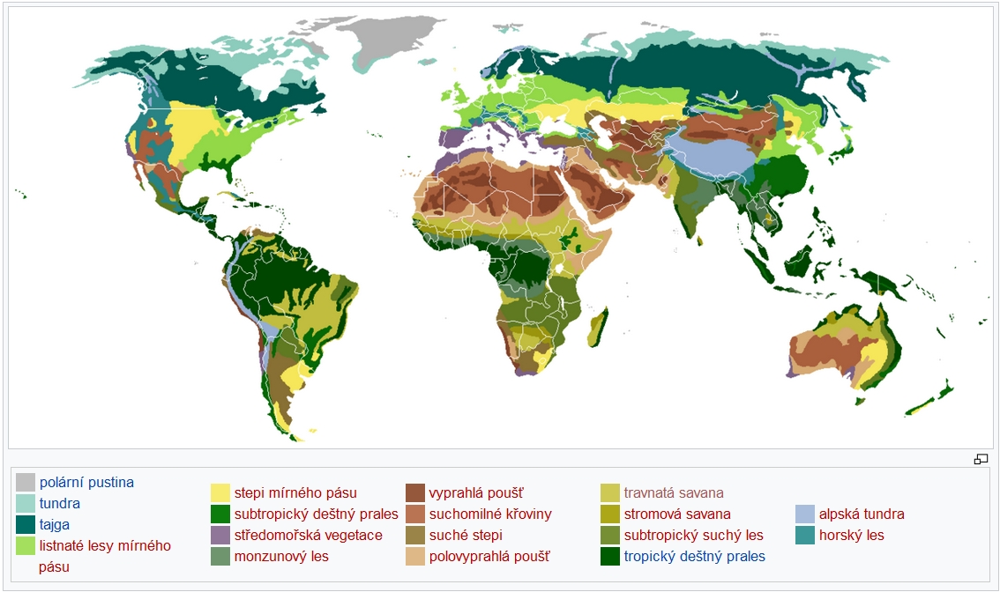 polární pustina
tundra
tajga
listnaté lesy mírného
pásu
stepi mírného pásu
subtropický deštný prales
středomořská vegetace
monzunový les
vyprahlá poušť
suchomilné křoviny
suché stepi
polovyprahlá poušť
travnatá savana
stromová savana
subtropický suchý les
tropický deštný prales
alpská tundra
horský les